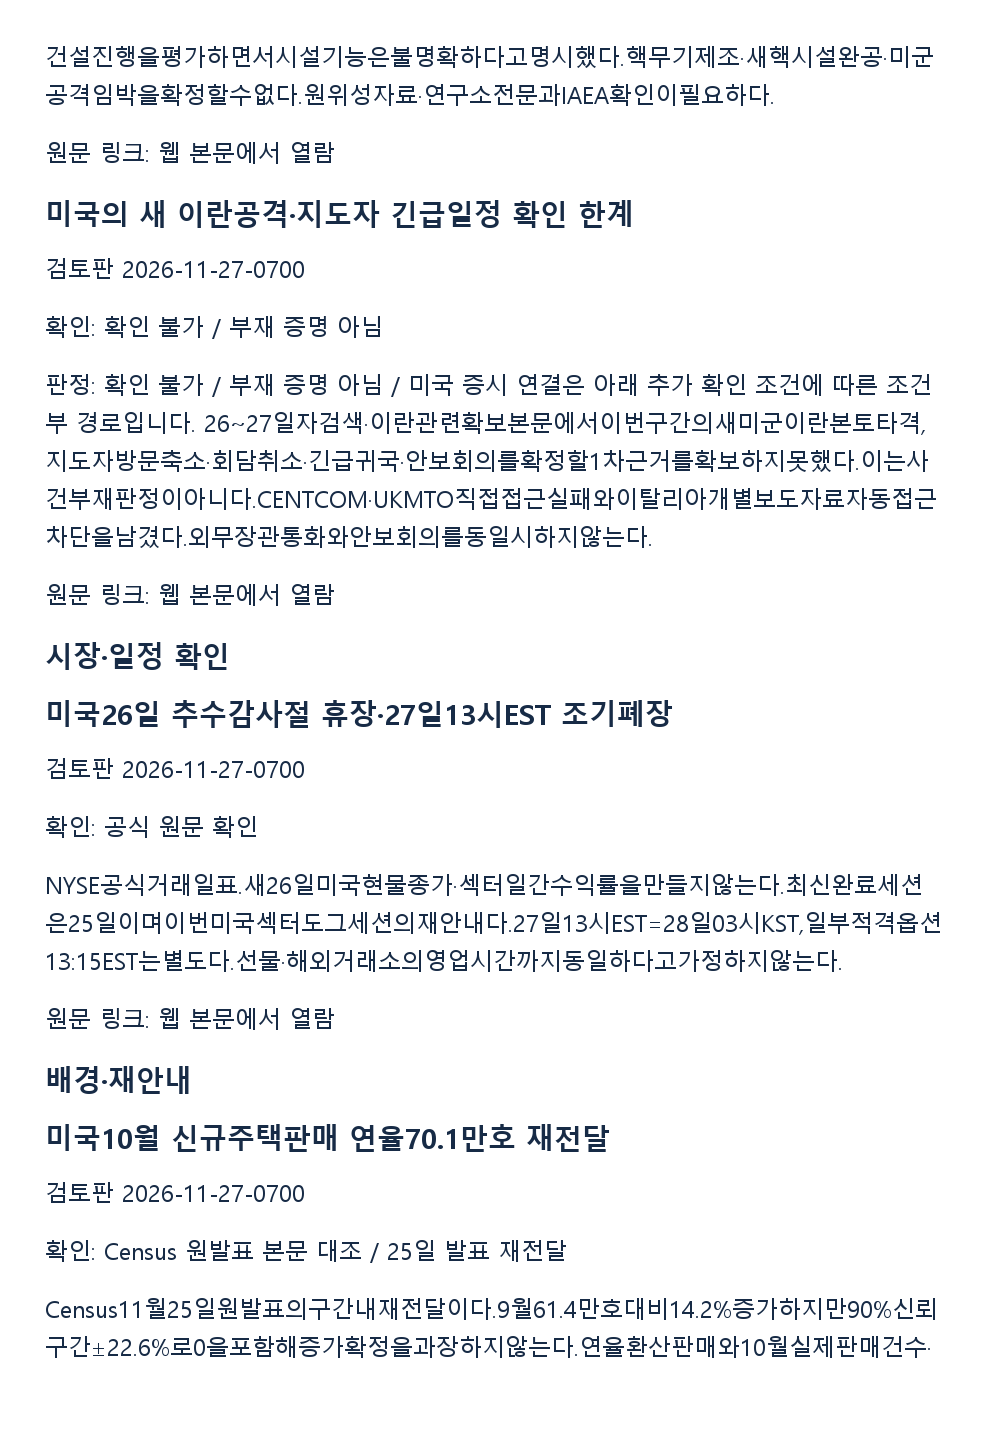 건설진행을평가하면서시설기능은불명확하다고명시했다.핵무기제조·새핵시설완공·미군
공격임박을확정할수없다.원위성자료·연구소전문과IAEA확인이필요하다.
원문 링크: 웹 본문에서 열람
미국의 새 이란공격·지도자 긴급일정 확인 한계
검토판 2026-11-27-0700
확인: 확인 불가 / 부재 증명 아님
판정: 확인 불가 / 부재 증명 아님 / 미국 증시 연결은 아래 추가 확인 조건에 따른 조건
부 경로입니다. 26~27일자검색·이란관련확보본문에서이번구간의새미군이란본토타격,
지도자방문축소·회담취소·긴급귀국·안보회의를확정할1차근거를확보하지못했다.이는사
건부재판정이아니다.CENTCOM·UKMTO직접접근실패와이탈리아개별보도자료자동접근
차단을남겼다.외무장관통화와안보회의를동일시하지않는다.
원문 링크: 웹 본문에서 열람
시장·일정 확인
미국26일 추수감사절 휴장·27일13시EST 조기폐장
검토판 2026-11-27-0700
확인: 공식 원문 확인
NYSE공식거래일표.새26일미국현물종가·섹터일간수익률을만들지않는다.최신완료세션
은25일이며이번미국섹터도그세션의재안내다.27일13시EST=28일03시KST,일부적격옵션
13:15EST는별도다.선물·해외거래소의영업시간까지동일하다고가정하지않는다.
원문 링크: 웹 본문에서 열람
배경·재안내
미국10월 신규주택판매 연율70.1만호 재전달
검토판 2026-11-27-0700
확인: Census 원발표 본문 대조 / 25일 발표 재전달
Census11월25일원발표의구간내재전달이다.9월61.4만호대비14.2%증가하지만90%신뢰
구간±22.6%로0을포함해증가확정을과장하지않는다.연율환산판매와10월실제판매건수·